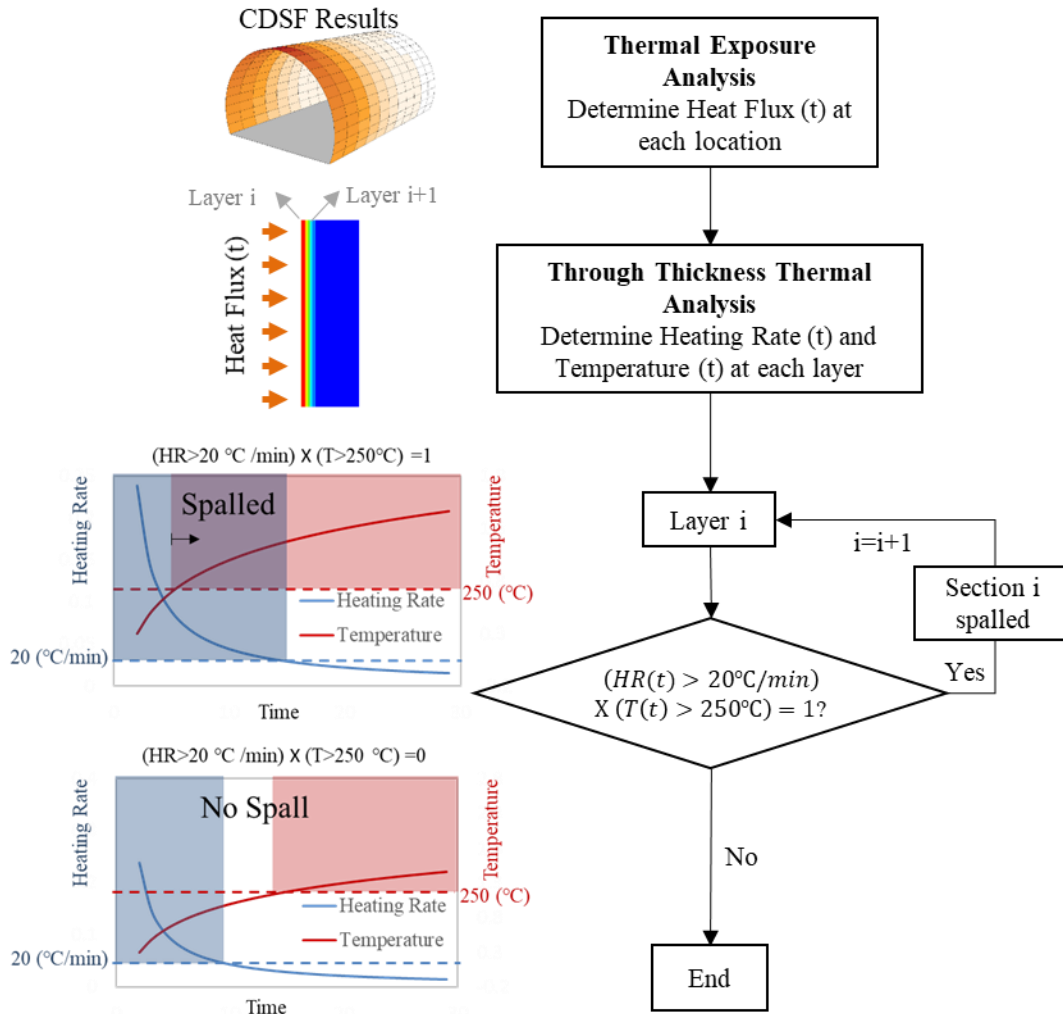 CDSF Results
Layer i
Layer i+1
Heat Flux (t)
(HR>20 °C /min) X (T>250°C) =1
Heating Rate
Spalled
Temperature
250 (°C)
Heating Rate
Temperature
20 (°C/min)
Time
(HR>20 °C /min) X (T>250 °C) =0
Heating Rate
No Spall
Temperature
250 (°C)
Heating Rate
Temperature
20 (°C/min)
Time
Thermal Exposure
Analysis
Determine Heat Flux (t) at
each location
Through Thickness Thermal
Analysis
Determine Heating Rate (t) and
Temperature (t) at each layer
Layer i
i=i+1
Section i
spalled
Yes
(HR(t) > 20°C/min)
X (T(t) > 250°C) = 1?
No
End